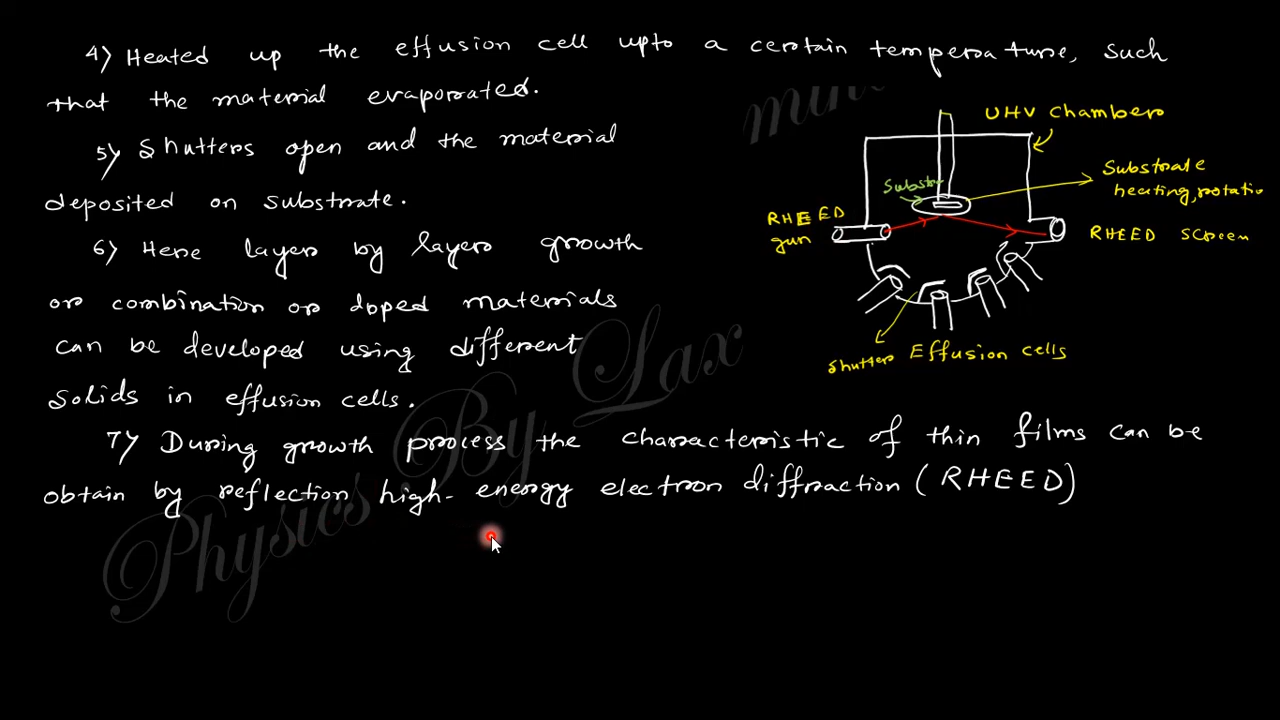 4) Heated up the effusion cell upto a certain temperature, such
that the material evaporated.
5) Shutters open and the material
deposited on substrate.
6) Here layer by layer growth
or combination or doped materials
can be developed using different
solids in effusion cells.
7) During growth process the characteristic of thin films can be
obtain by reflection high-energy electron diffraction (RHEED)
UHV Chamber
Substrate
heating, rotatio
Substr
RHEED
gun
RHEED Screen
Shutters Effusion cells
Physics By Lax